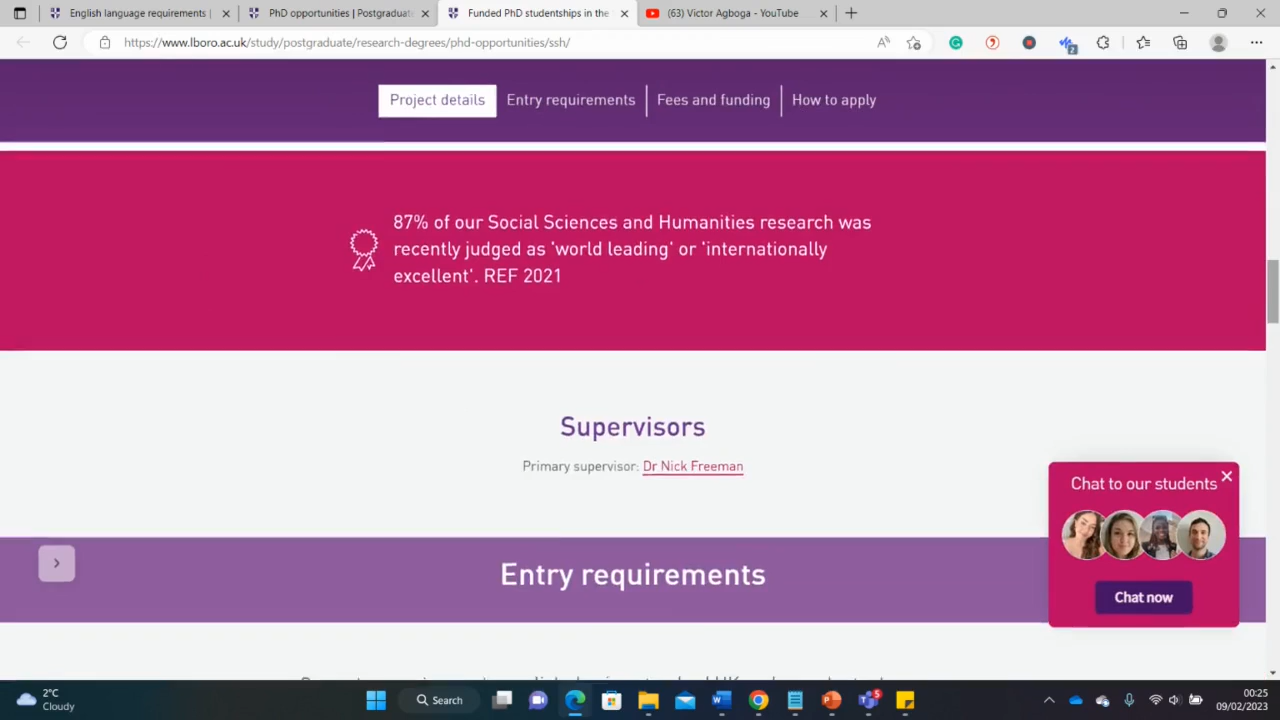 English language requirements |
PhD opportunities | Postgraduate
Funded PhD studentships in the
(63) Victor Agboga - YouTube
https://www.lboro.ac.uk/study/postgraduate/research-degrees/phd-opportunities/ssh/
2
Project details
Entry requirements
Fees and funding
How to apply
87% of our Social Sciences and Humanities research was
recently judged as 'world leading' or 'internationally
excellent'. REF 2021
Supervisors
Primary supervisor: Dr Nick Freeman
Chat to our students
Chat now
Entry requirements
2°C
Cloudy
Search
5
00:25
09/02/2023